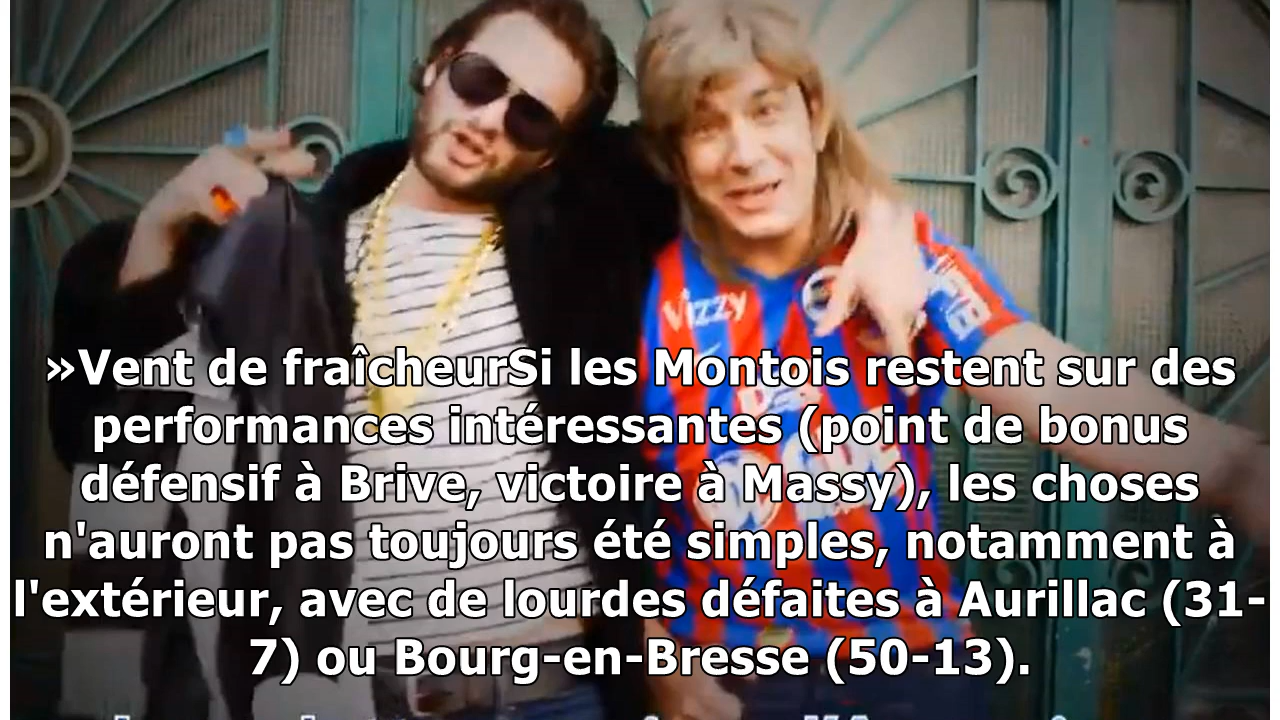 Vizzy
»Vent de fraîcheurSi les Montois restent sur des
performances intéressantes (point de bonus
défensif à Brive, victoire à Massy), les choses
n'auront pas toujours été simples, notamment à
l'extérieur, avec de lourdes défaites à Aurillac (31-
7) ou Bourg-en-Bresse (50-13).